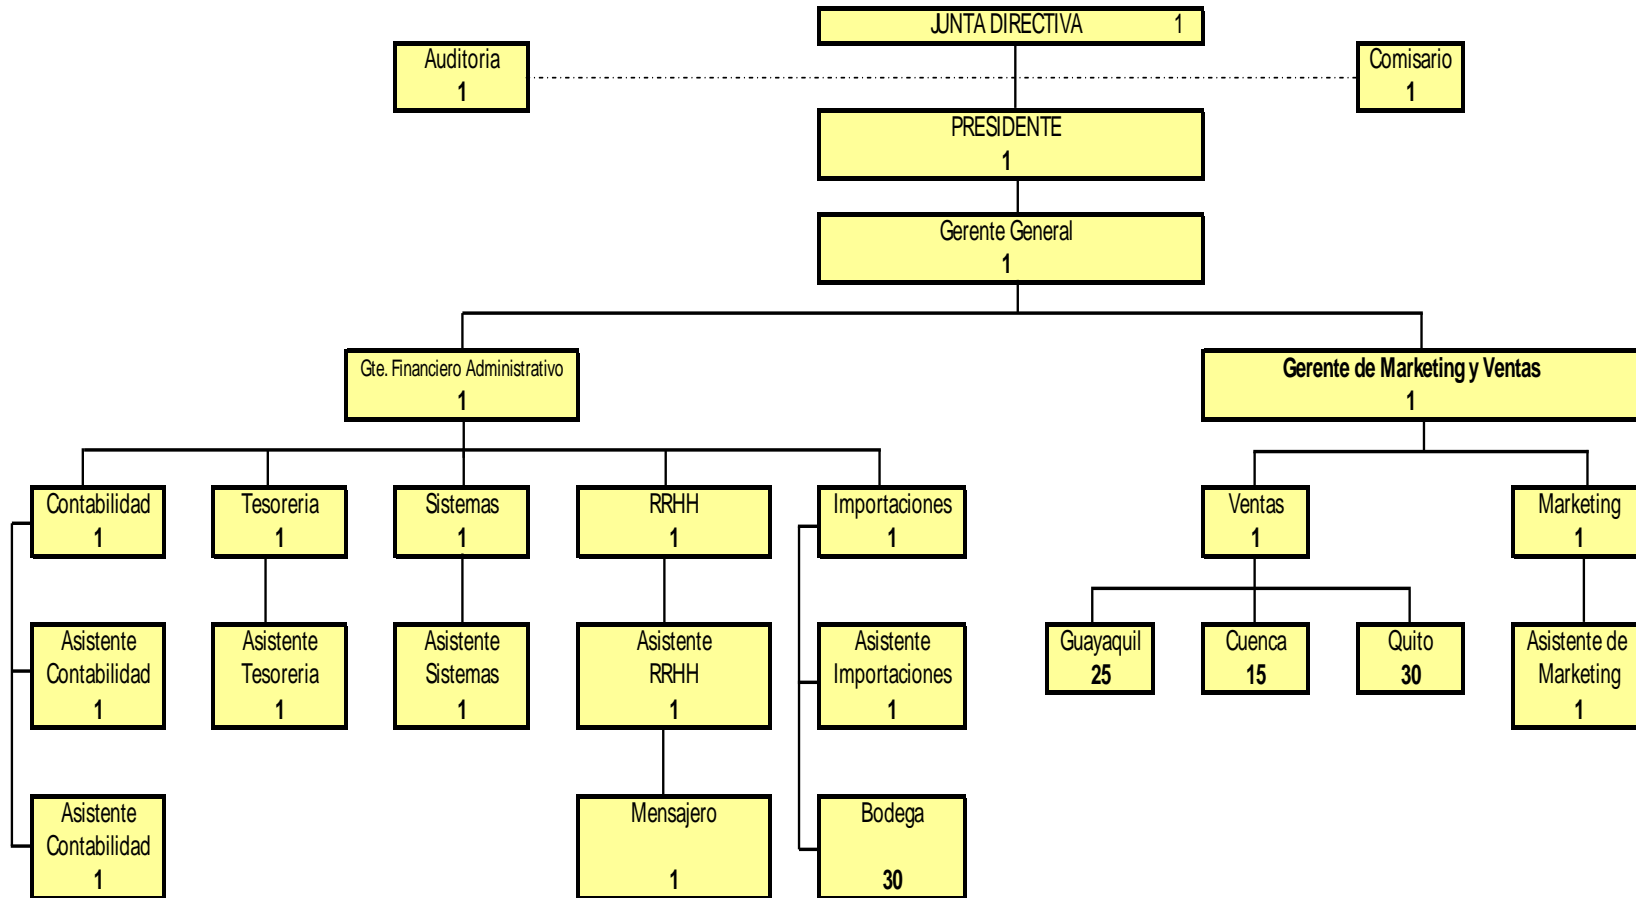 JUNTA DIRECTIVA 1
Auditoria
1
Comisario
1
PRESIDENTE
1
Gerente General
1
Gte. Financiero Administrativo
1
Gerente de Marketing y Ventas
1
Contabilidad
1
Tesoreria
1
Sistemas
1
RRHH
1
Importaciones
1
Ventas
1
Marketing
1
Asistente
Contabilidad
1
Asistente
Tesoreria
1
Asistente
Sistemas
1
Asistente
RRHH
1
Asistente
Importaciones
1
Guayaquil
25
Cuenca
15
Quito
30
Asistente de
Marketing
1
Asistente
Contabilidad
1
Mensajero
1
Bodega
30